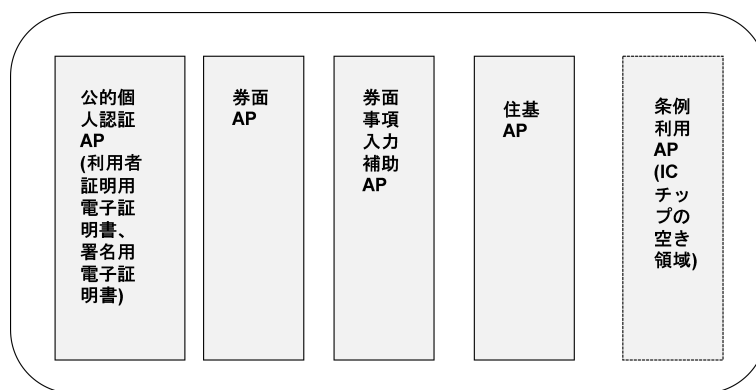 公的個
人認証
AP
(利用者
証明用
電子証
明書、
署名用
電子証
明書)
券面
AP
券面
事項
入力
補助
AP
住基
AP
条例
利用
AP
(IC
チッ
プの
空き
領域)